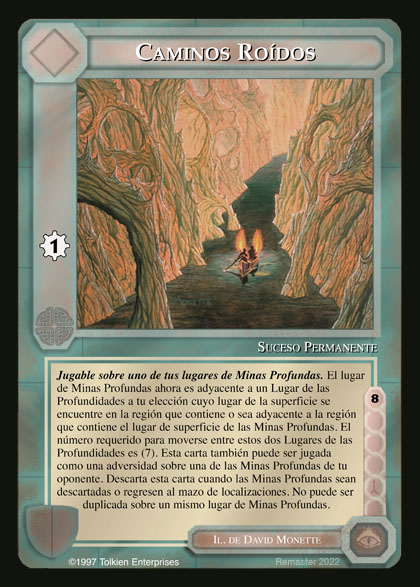 Caminos Roídos
1
Suceso Permanente
Jugable sobre uno de tus lugares de Minas Profundas. El lugar
de Minas Profundas ahora es adyacente a un Lugar de las
Profundidades a tu elección cuyo lugar de la superficie se
encuentre en la región que contiene o sea adyacente a la región
que contiene el lugar de superficie de las Minas Profundas. El
número requerido para moverse entre estos dos Lugares de las
Profundidades es (7). Esta carta también puede ser jugada
como una adversidad sobre una de las Minas Profundas de tu
oponente. Descarta esta carta cuando las Minas Profundas sean
descartadas o regresen al mazo de localizaciones. No puede ser
duplicada sobre un mismo lugar de Minas Profundas.
8
Il. de David Monette
©1997 Tolkien Enterprises
Remaster 2022